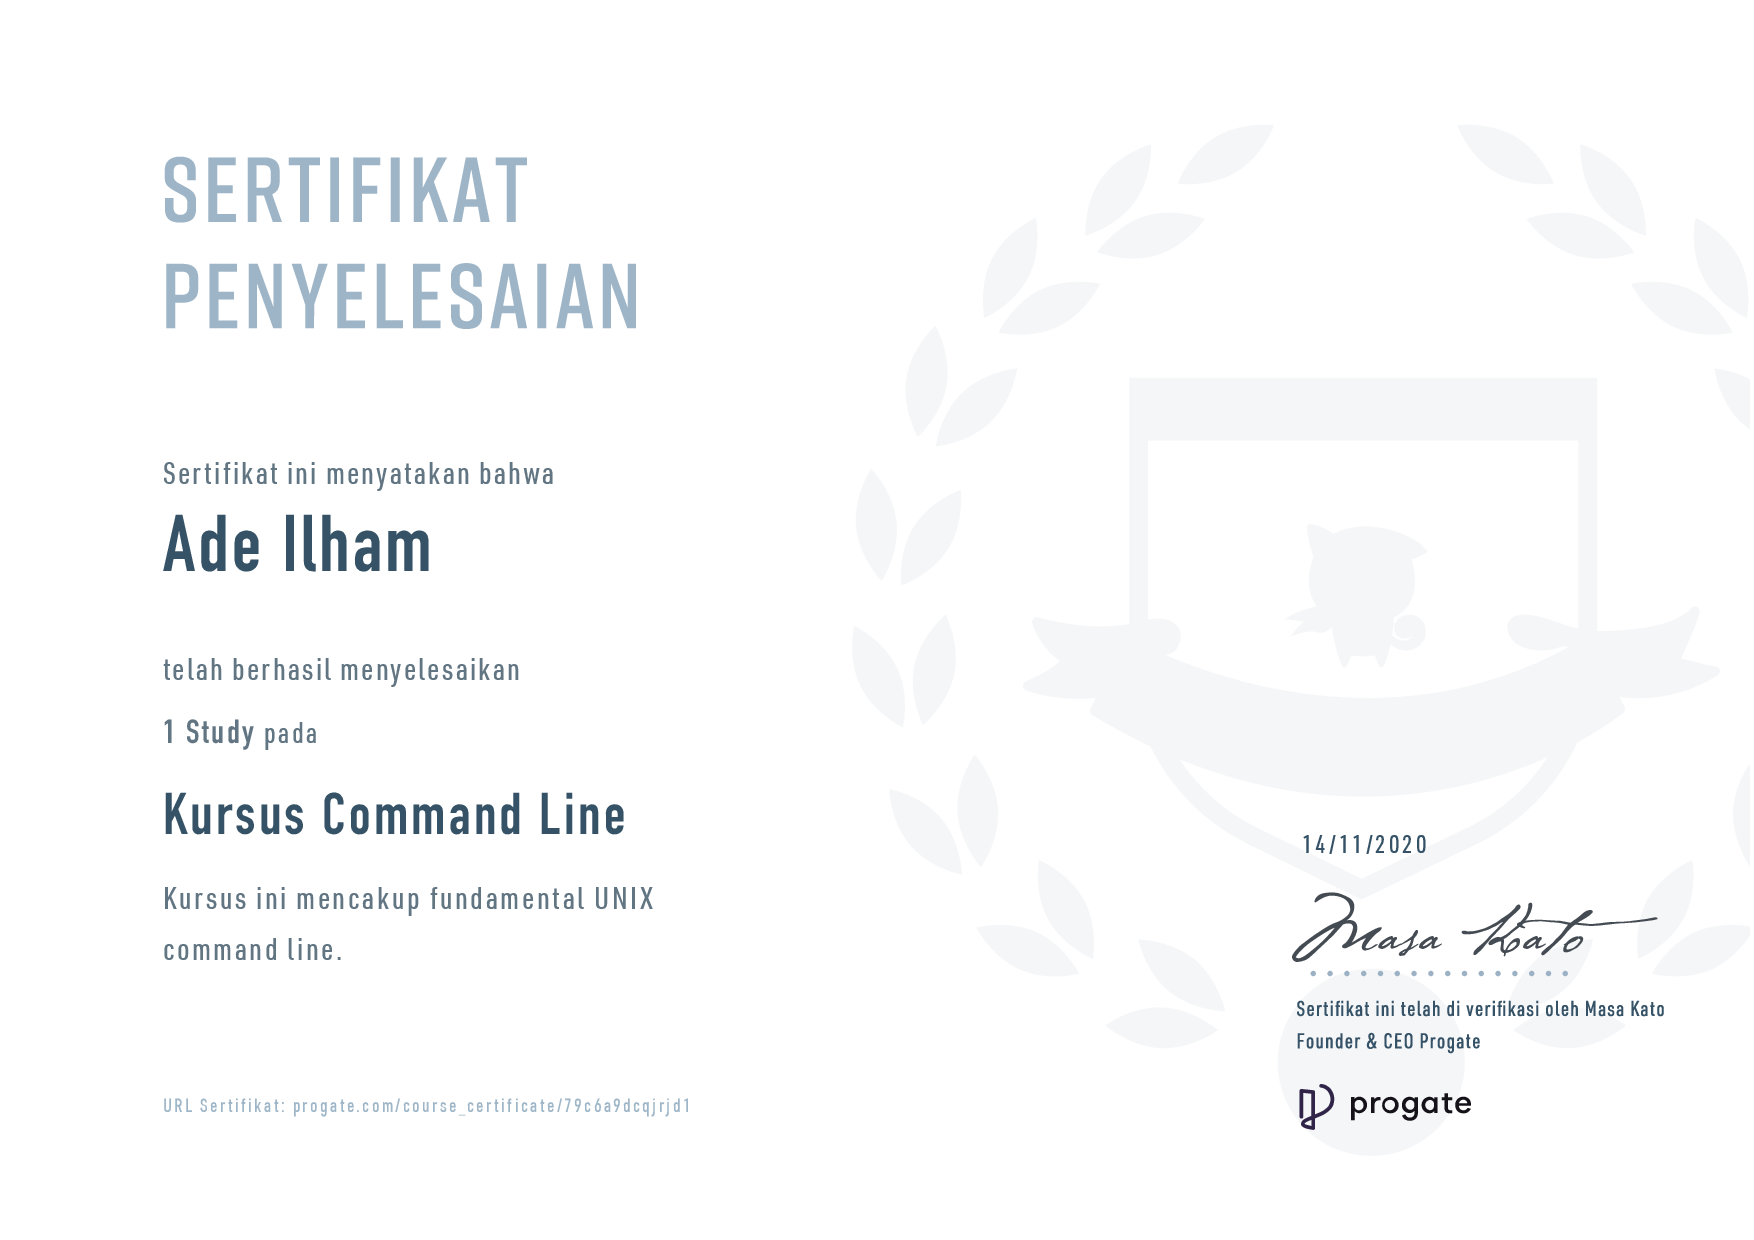 SERTIFIKAT
PENYELESAIAN
Sertifikat ini menyatakan bahwa
Ade Ilham
telah berhasil menyelesaikan
1 Study pada
Kursus Command Line
Kursus ini mencakup fundamental UNIX
command line.
14/11/2020
Masa Kato
Sertifikat ini telah di verifikasi oleh Masa Kato
Founder & CEO Progate
progate
URL Sertifikat: progate.com/course_certificate/79c6a9dcqjrjd1